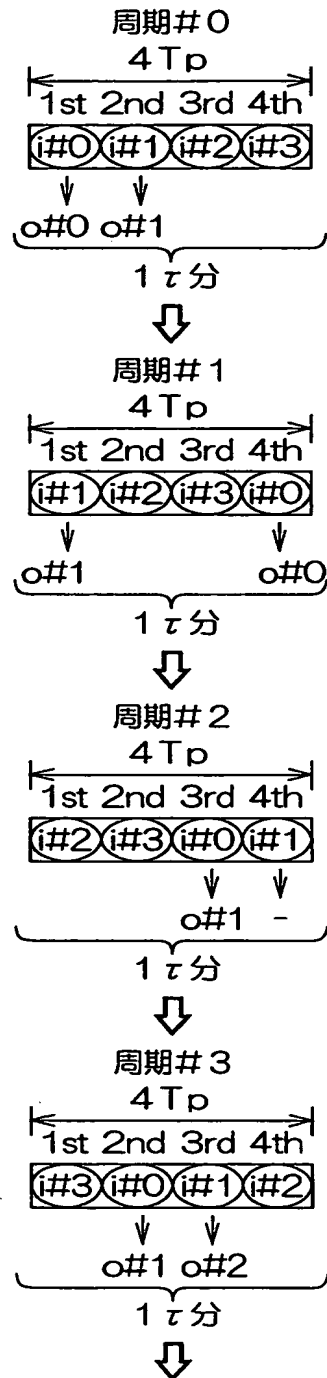 周期#0
4Tp
1st 2nd 3rd 4th
i#0 i#1 i#2 i#3
o#0 o#1
1τ分
周期#1
4Tp
1st 2nd 3rd 4th
i#1 i#2 i#3 i#0
o#1 o#0
1τ分
周期#2
4Tp
1st 2nd 3rd 4th
i#2 i#3 i#0 i#1
o#1 -
1τ分
周期#3
4Tp
1st 2nd 3rd 4th
i#3 i#0 i#1 i#2
o#1 o#2
1τ分